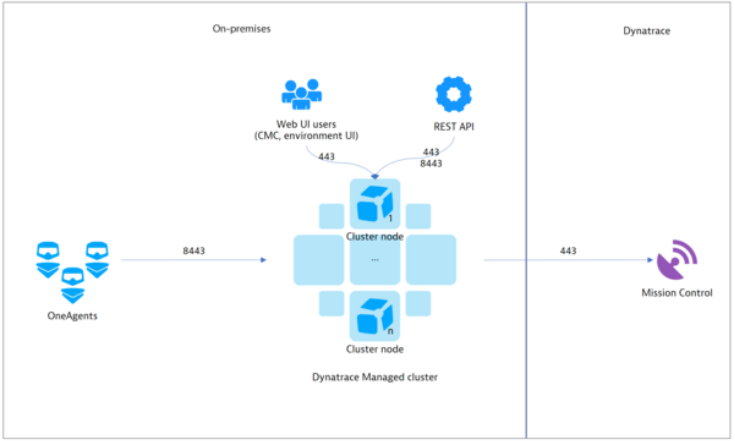 On-premises
Dynatrace
Web UI users
(CMC, environment UI)
REST API
443
443
8443
1
Cluster node
8443
...
443
OneAgents
Mission Control
n
Cluster node
Dynatrace Managed cluster